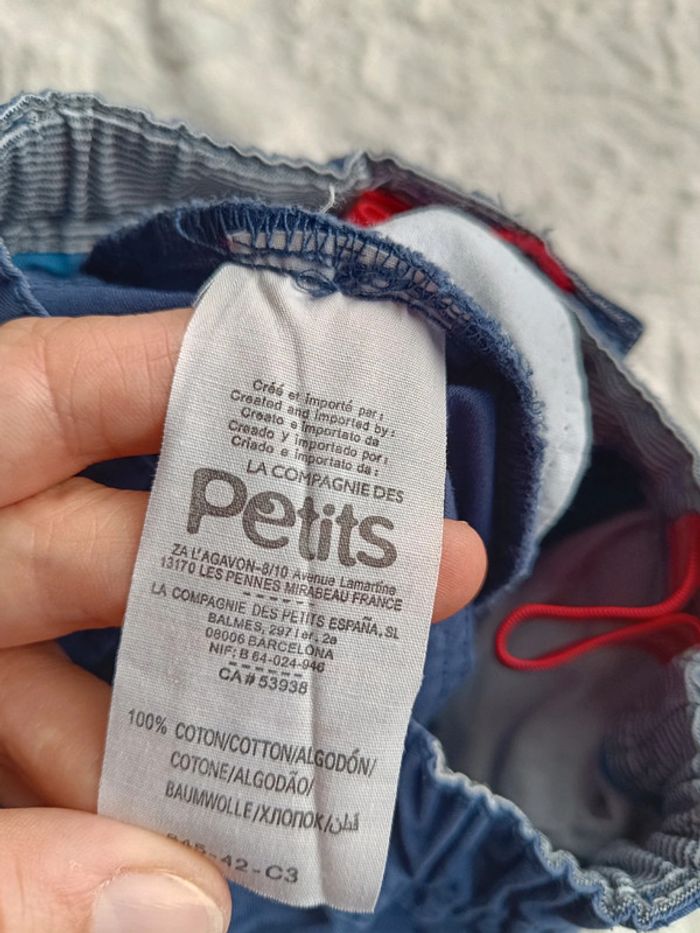 Créé et importé par:
Created and imported by:
Creato e importato da
Creado y importado por:
Criado e importado da:
LA COMPAGNIE DES
Petits
ZA L'AGAVON-8/10 Avenue Lamartine
13170 LES PENNES MIRABEAU FRANCE
LA COMPAGNIE DES PETITS ESPAÑA, SL
BALMES, 297 2a
08006 BARCELONA
NIF: B 64-024-946
CA# 53938
100% COTON/COTTON/ALGODÓN/
COTONE/ALGODÃO/
BAUMWOLLE/ХЛОПОК/قطن
-42-C3